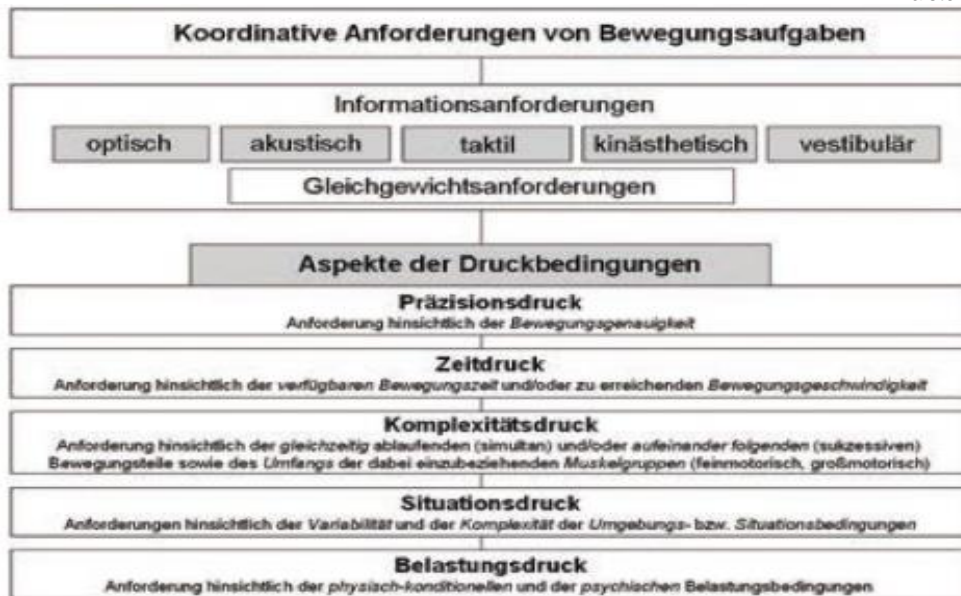 Koordinative Anforderungen von Bewegungsaufgaben
Informationsanforderungen
optisch akustisch taktil kinästhetisch vestibulär
Gleichgewichtsanforderungen
Aspekte der Druckbedingungen
Präzisionsdruck
Anforderung hinsichtlich der Bewegungsgenauigkeit
Zeitdruck
Anforderung hinsichtlich der verfügbaren Bewegungszeit und/oder zu erreichenden Bewegungsgeschwindigkeit
Komplexitätsdruck
Anforderung hinsichtlich der gleichzeitig ablaufenden (simultan) und/oder aufeinander folgenden (sukzessiven)
Bewegungsteile sowie des Umfangs der dabei einzubeziehenden Muskelgruppen (feinmotorisch, großmotorisch)
Situationsdruck
Anforderungen hinsichtlich der Variabilität und der Komplexität der Umgebungs- bzw. Situationsbedingungen
Belastungsdruck
Anforderung hinsichtlich der physisch-konditionellen und der psychischen Belastungsbedingungen